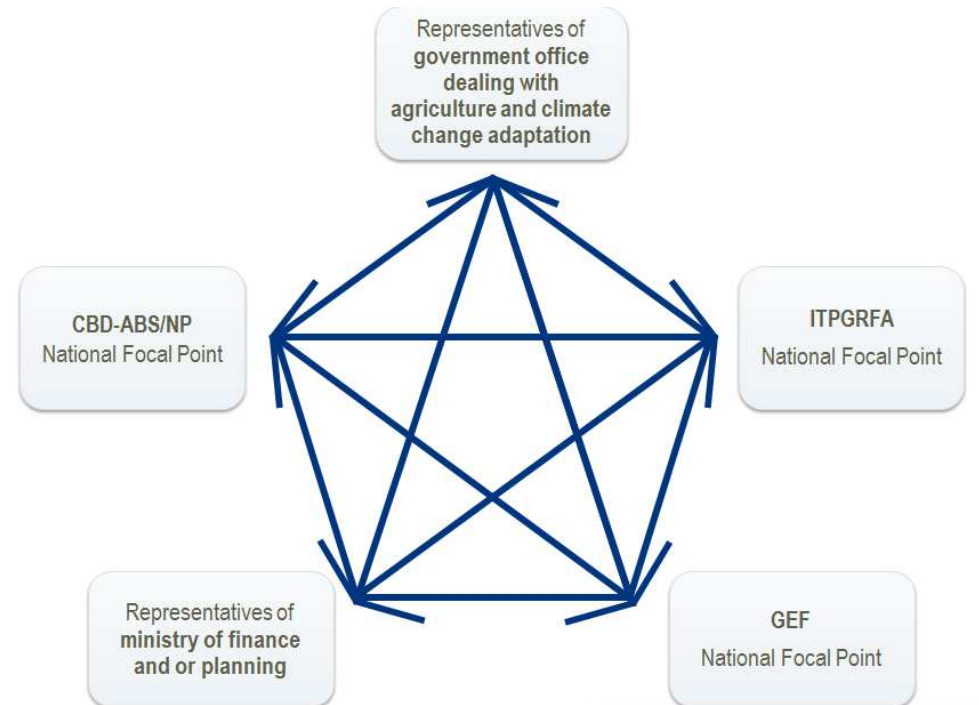 Representatives of
government office
dealing with
agriculture and climate
change adaptation
CBD-ABS/NP
National Focal Point
ITPGRFA
National Focal Point
Representatives of
ministry of finance
and or planning
GEF
National Focal Point